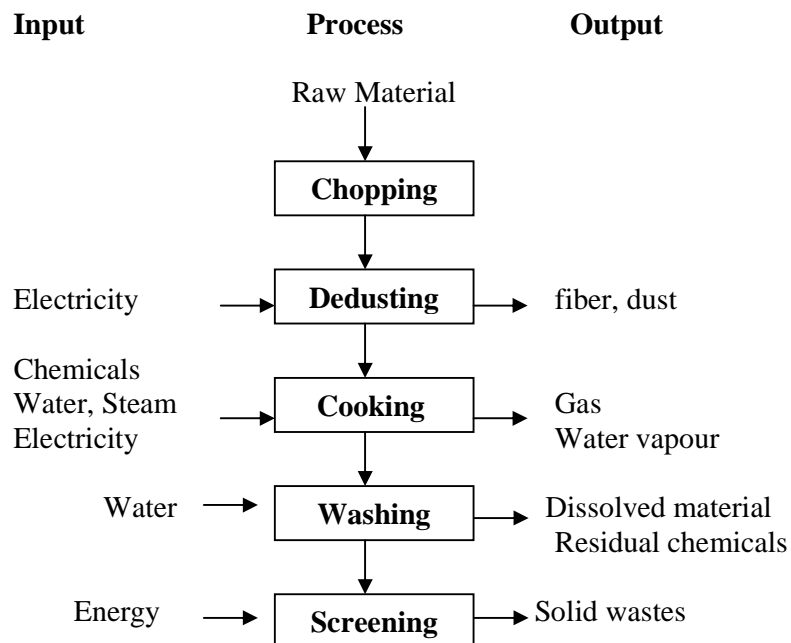 Input Process Output
Raw Material
Chopping
Electricity Dedusting fiber, dust
Chemicals
Water, Steam Cooking Gas
Electricity Water vapour
Water Washing Dissolved material
Residual chemicals
Energy Screening Solid wastes